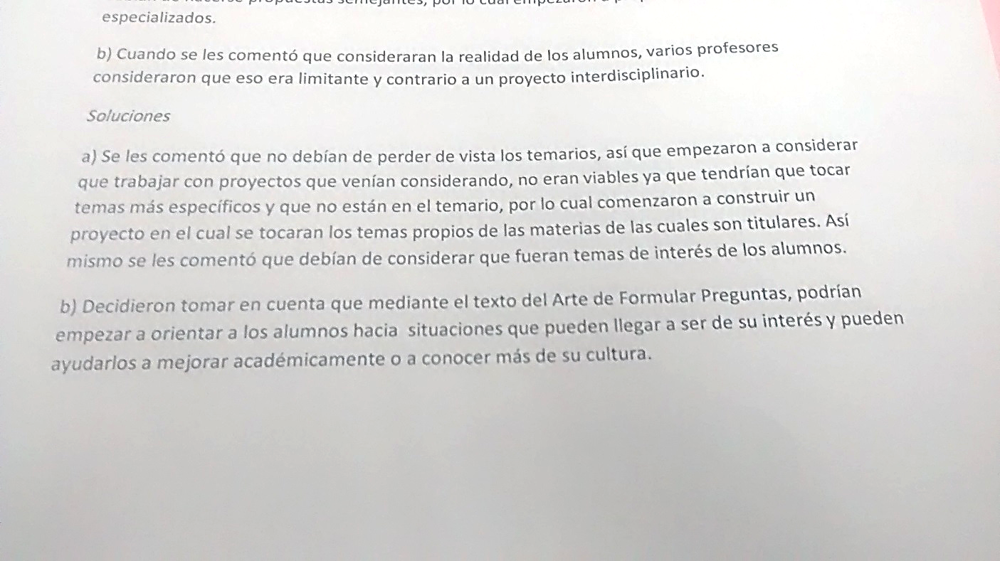 propuestas semejantes, por lo cual empezaron a
especializados.
b) Cuando se les comentó que consideraran la realidad de los alumnos, varios profesores
consideraron que eso era limitante y contrario a un proyecto interdisciplinario.
Soluciones
a) Se les comentó que no debían de perder de vista los temarios, así que empezaron a considerar
que trabajar con proyectos que venían considerando, no eran viables ya que tendrían que tocar
temas más específicos y que no están en el temario, por lo cual comenzaron a construir un
proyecto en el cual se tocaran los temas propios de las materias de las cuales son titulares. Así
mismo se les comentó que debían de considerar que fueran temas de interés de los alumnos.
b) Decidieron tomar en cuenta que mediante el texto del Arte de Formular Preguntas, podrían
empezar a orientar a los alumnos hacia  situaciones que pueden llegar a ser de su interés y pueden
ayudarlos a mejorar académicamente o a conocer más de su cultura.